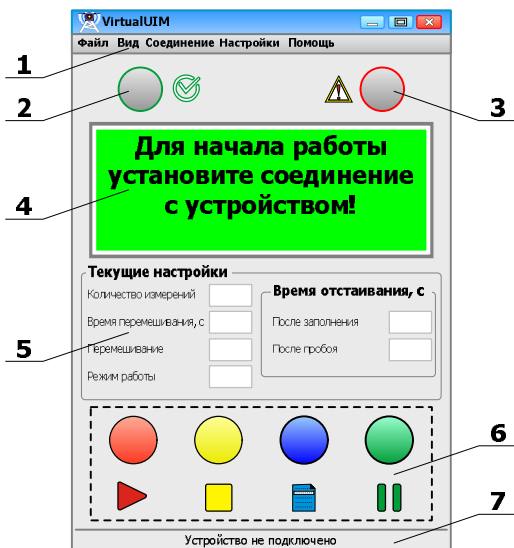 VirtualUIM
Файл Вид Соединение Настройки Помощь
1
2
3
Для начала работы
установите соединение
с устройством!
4
Текущие настройки
Количество измерений
Время перемешивания, с
Перемешивание
Режим работы
Время отстаивания, с
После заполнения
После пробоя
5
6
7
Устройство не подключено